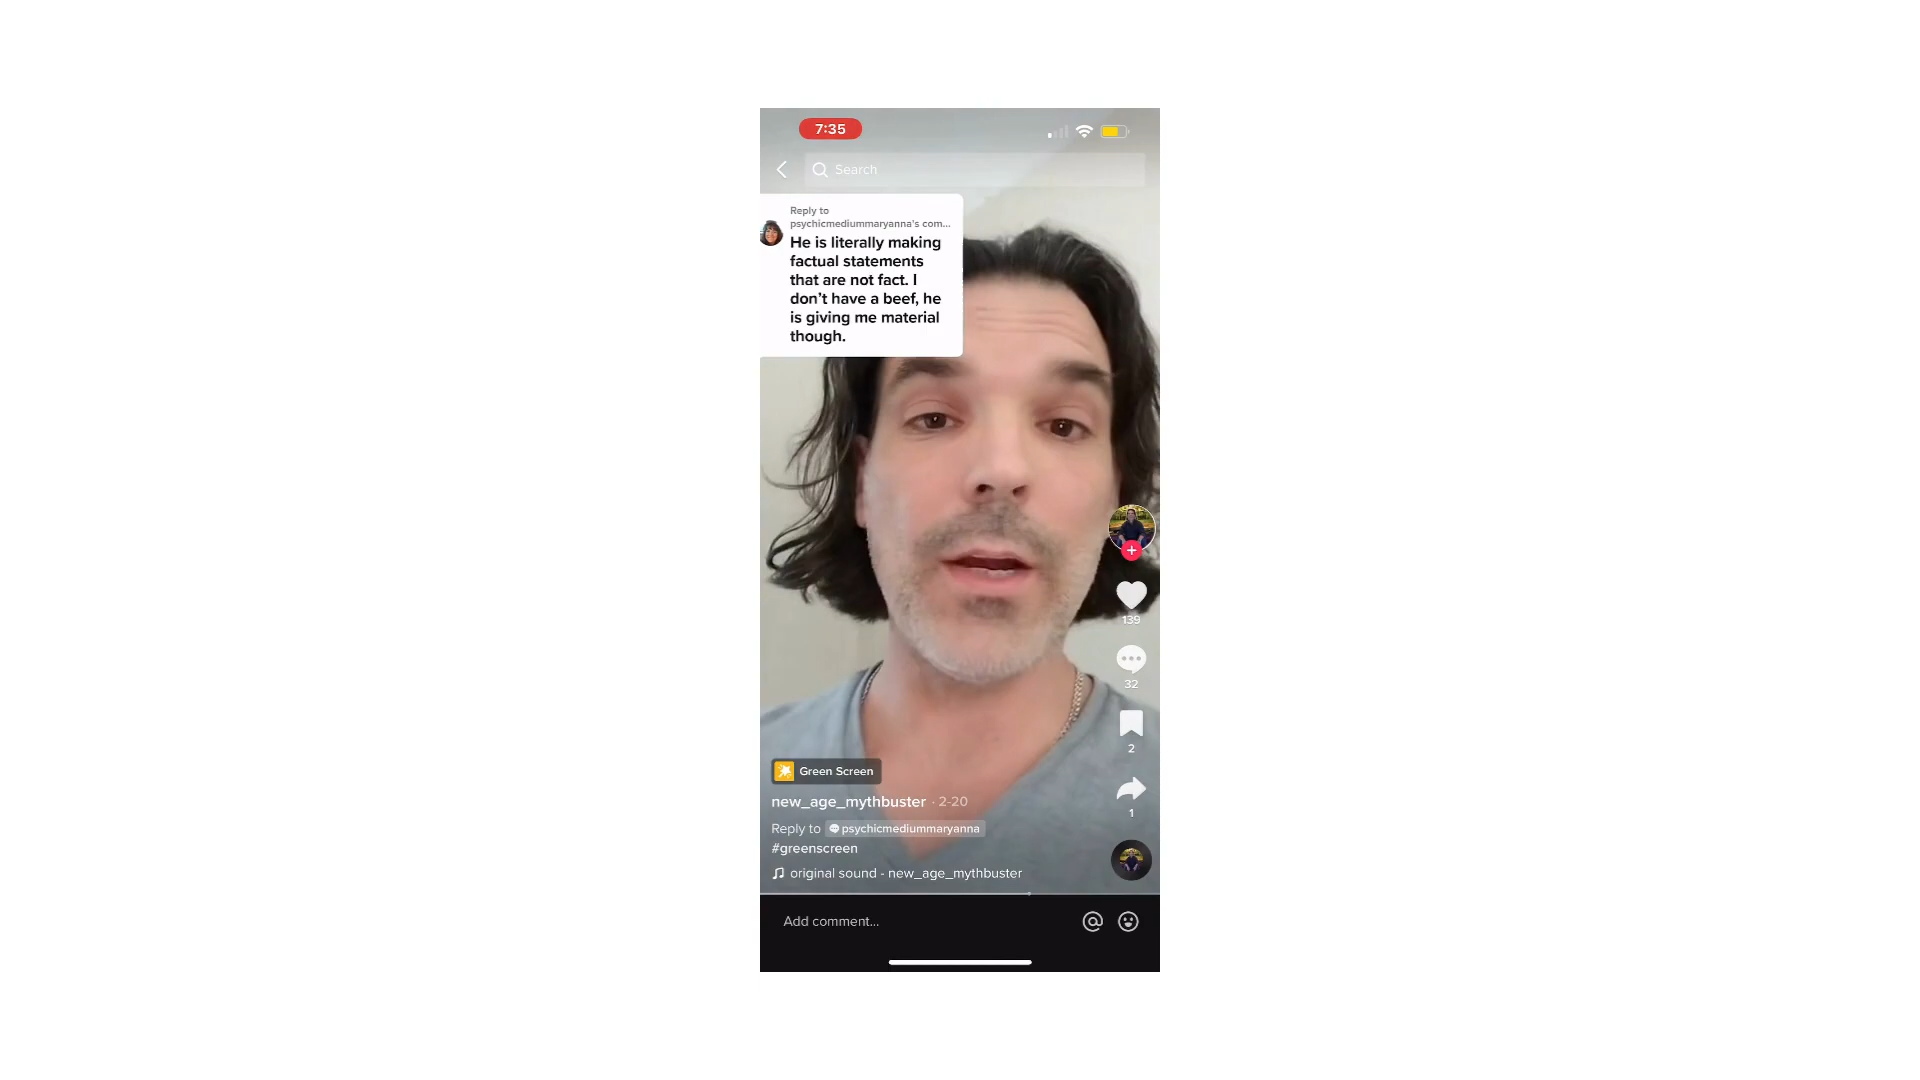 7:35
Search
Reply to
psychicmediummaryanna's com...
He is literally making
factual statements
that are not fact. I
don’t have a beef, he
is giving me material
though.
139
32
2
1
Green Screen
new_age_mythbuster · 2-20
Reply to psychicmediummaryanna
#greenscreen
original sound - new_age_mythbuster
Add comment...